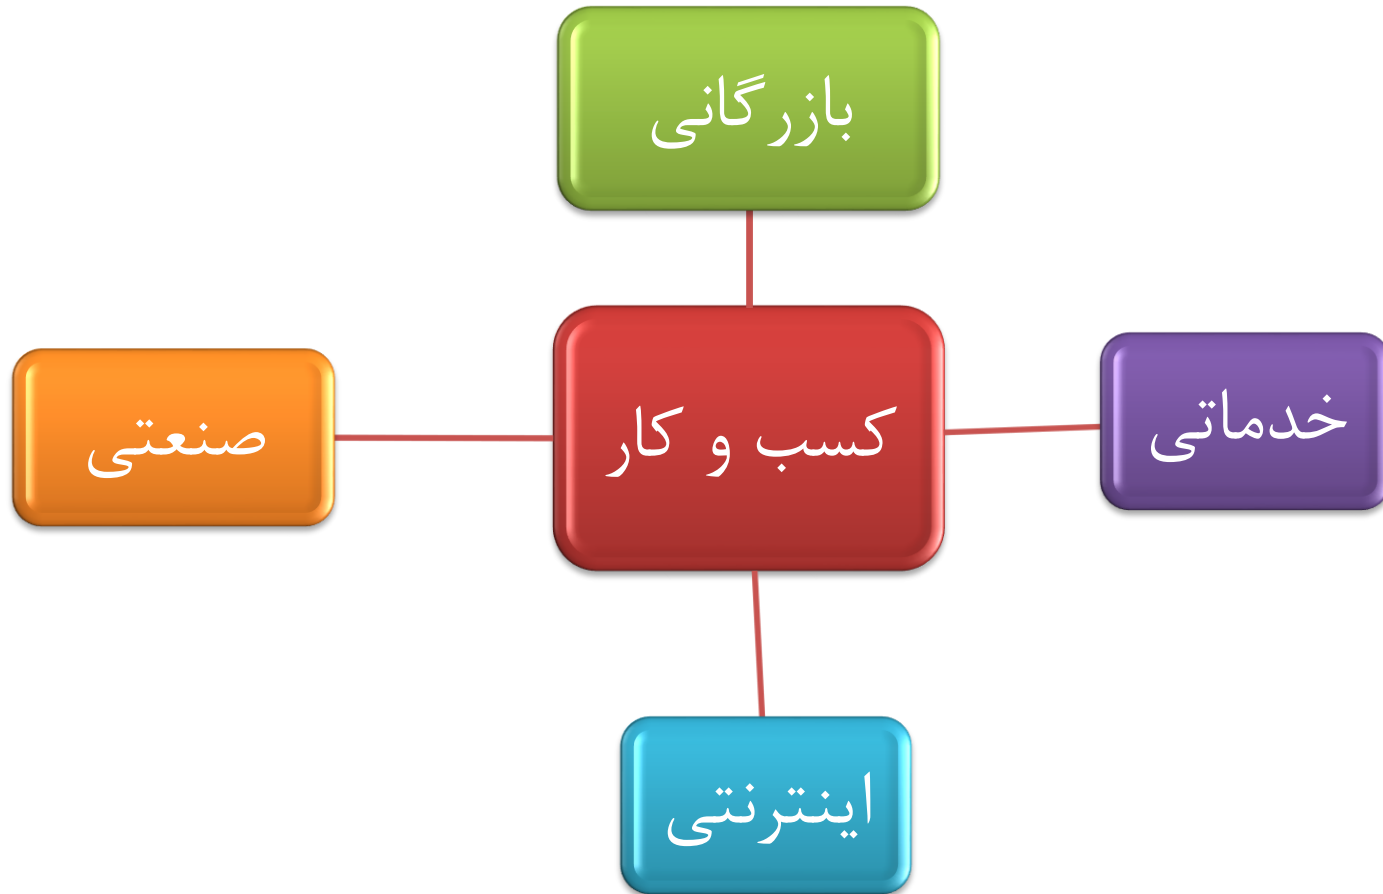 بازرگانی
خدماتی
کسب و کار
صنعتی
اینترنتی